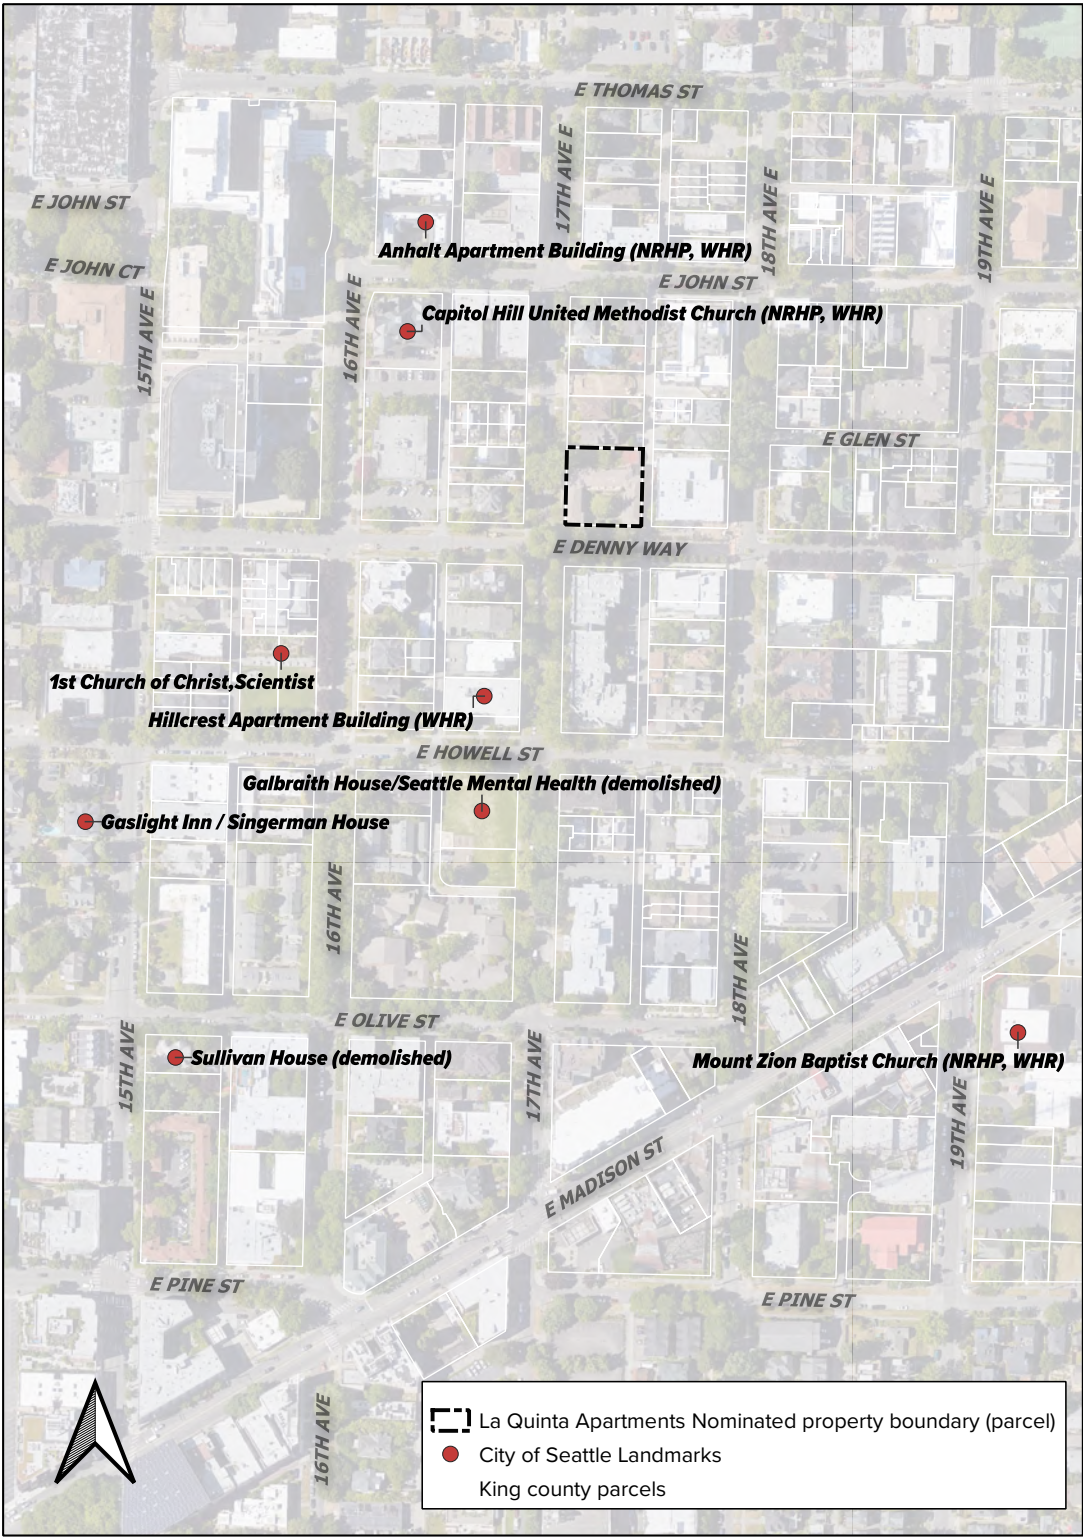 E THOMAS ST
17TH AVE E
18TH AVE E
19TH AVE E
E JOHN ST
Anhalt Apartment Building (NRHP, WHR)
E JOHN CT
E JOHN ST
15TH AVE E
16TH AVE E
Capitol Hill United Methodist Church (NRHP, WHR)
E GLEN ST
E DENNY WAY
1st Church of Christ,Scientist
Hillcrest Apartment Building (WHR)
E HOWELL ST
Galbraith House/Seattle Mental Health (demolished)
Gaslight Inn / Singerman House
16TH AVE
18TH AVE
E OLIVE ST
15TH AVE
Sullivan House (demolished)
17TH AVE
Mount Zion Baptist Church (NRHP, WHR)
19TH AVE
E MADISON ST
E PINE ST
E PINE ST
16TH AVE
La Quinta Apartments Nominated property boundary (parcel)
City of Seattle Landmarks
King county parcels